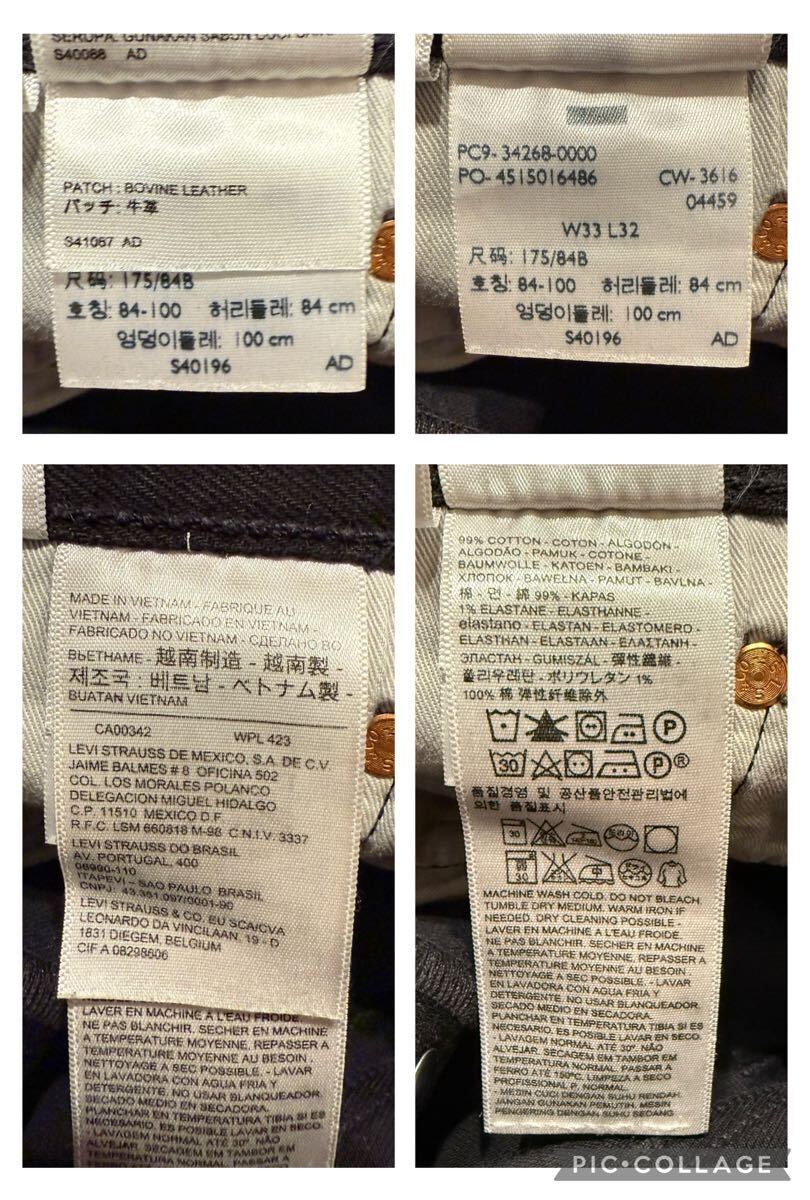 SERUPA. GUNAKAN SABUN CUCI
S40088 AD
PATCH : BOVINE LEATHER
パッチ : 牛革
S41067 AD
尺码: 175/84B
호칭: 84-100 허리둘레: 84 cm
엉덩이둘레: 100 cm
S40196 AD
PC9- 34268-0000
PO- 4515016486 CW- 3616
04459
W33 L32
尺码: 175/84B
호칭: 84-100 허리둘레: 84 cm
엉덩이둘레: 100 cm
S40196 AD
MADE IN VIETNAM - FABRIQUE AU
VIETNAM - FABRICADO EN VIETNAM -
FABRICADO NO VIETNAM - СДЕЛАНО ВО
ВЬЕТНАМЕ - 越南制造 - 越南製 -
제조국 : 베트남 - ベトナム製 -
BUATAN VIETNAM
CA00342 WPL 423
LEVI STRAUSS DE MEXICO, S.A. DE C.V.
JAIME BALMES # 8 OFICINA 502
COL. LOS MORALES POLANCO
DELEGACION MIGUEL HIDALGO
C.P. 11510 MEXICO D.F.
R.F.C. LSM 660818 M-98 C.N.I.V. 3337
LEVI STRAUSS DO BRASIL
AV. PORTUGAL, 400
06690-110
ITAPEVI - SAO PAULO BRASIL
CNPJ: 43.351.097/0001-90
LEVI STRAUSS & CO. EU SCA/CVA
LEONARDO DA VINCILAAN, 19 - D
1831 DIEGEM, BELGIUM
CIF A 08298606
LAVER EN MACHINE A L'EAU FROIDE.
NE PAS BLANCHIR. SECHER EN MACHINE
A TEMPERATURE MOYENNE, REPASSER A
TEMPERATURE MOYENNE AU BESOIN .
NETTOYAGE A SEC POSSIBLE. - LAVAR
EN LAVADORA CON AGUA FRIA Y
DETERGENTE. NO USAR BLANQUEADOR.
SECADO MEDIO EN SECADORA.
PLANCHAR EN TEMPERATURA TIBIA SI ES
NECESARIO. ES POSIBLE LAVAR EN SECO.
- LAVAGEM NORMAL ATÉ 30º. NÃO
ALVEJAR. SECAGEM EM TAMBOR EM
TEMPERATURA NORMAL. PASSAR A
99% COTTON - COTON - ALGODÓN -
ALGODÃO - PAMUK - COTONE -
BAUMWOLLE - KATOEN - ΒΑΜΒΑΚΙ -
ХЛОПОК - BAWEŁNA - PAMUT - BAVLNA -
棉 - 면 - 綿 99% - KAPAS
1% ELASTANE - ELASTHANNE -
elastano - ELASTAN - ELASTOMERO -
ELASTHAN - ELASTAAN - ΕΛΑΣΤΑΝΗ -
ЭЛАСТАН - GUMISZÁL - 彈性纖維 -
폴리우레탄 - ポリウレタン 1%
100% 棉 弹性纤维除外
P
30 P ®
품질경영 및 공산품안전관리법에
의한 품질표시
30
30
MACHINE WASH COLD. DO NOT BLEACH.
TUMBLE DRY MEDIUM. WARM IRON IF
NEEDED. DRY CLEANING POSSIBLE -
LAVER EN MACHINE A L'EAU FROIDE.
NE PAS BLANCHIR. SECHER EN MACHINE
A TEMPERATURE MOYENNE, REPASSER A
TEMPERATURE MOYENNE AU BESOIN .
NETTOYAGE A SEC POSSIBLE. - LAVAR
EN LAVADORA CON AGUA FRIA Y
DETERGENTE. NO USAR BLANQUEADOR.
SECADO MEDIO EN SECADORA.
PLANCHAR EN TEMPERATURA TIBIA SI ES
NECESARIO. ES POSIBLE LAVAR EN SECO.
- LAVAGEM NORMAL ATÉ 30º. NÃO
ALVEJAR. SECAGEM EM TAMBOR EM
TEMPERATURA NORMAL. PASSAR A
FERRO ATÉ 150ºC. LIMPEZA A SECO
PROFISSIONAL P, NORMAL.
- MESIN CUCI DENGAN SUHU RENDAH.
JANGAN GUNAKAN PEMUTIH. MESIN
PENGERING DENGAN SUHU SEDANG
PIC•COLLAGE